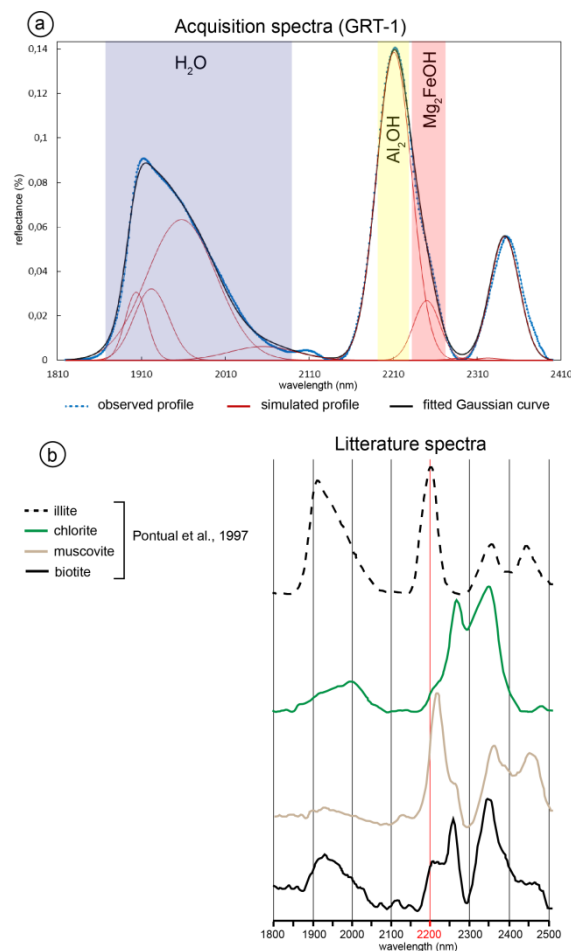 a
Acquisition spectra (GRT-1)
0,14
0,12
0,1
0,08
0,06
0,04
0,02
0
reflectance (%)
H₂O
Al₂OH
Mg₂FeOH
1810 1910 2010 2110 2210 2310 2410
wavelength (nm)
observed profile simulated profile fitted Gaussian curve
b
Litterature spectra
illite
chlorite
muscovite
biotite
Pontual et al., 1997
1800 1900 2000 2100 2200 2300 2400 2500
wavelength (nm)